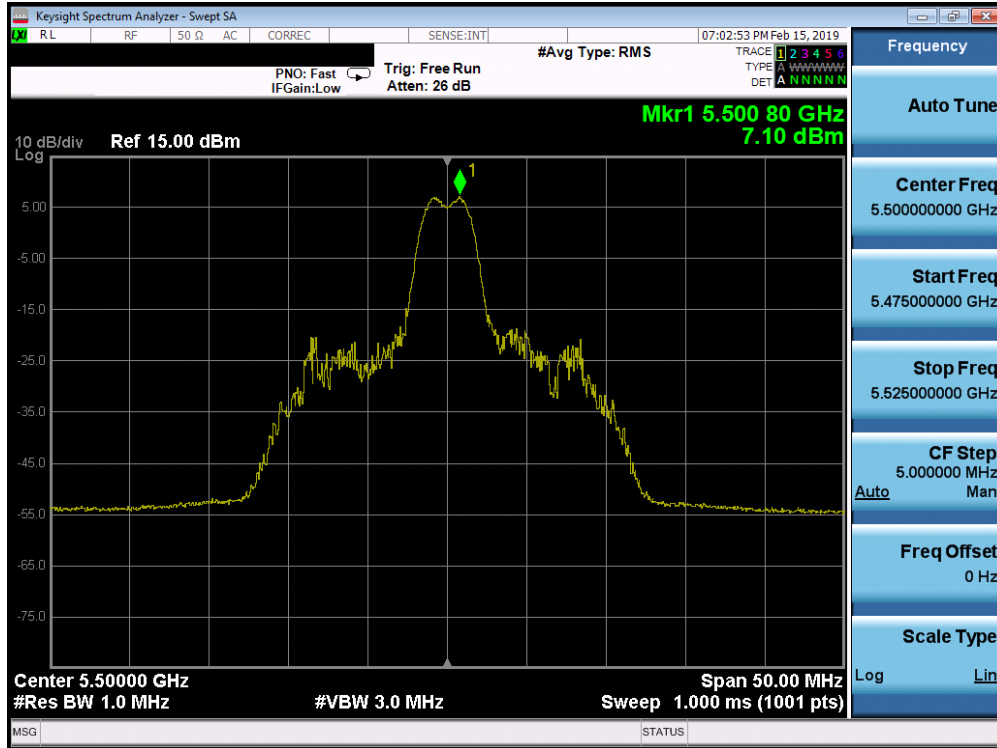 Keysight Spectrum Analyzer - Swept SA
LXI RL RF 50 Ω AC CORREC SENSE:INT 07:02:53 PM Feb 15, 2019
#Avg Type: RMS TRACE 1 2 3 4 5 6
PNO: Fast Trig: Free Run TYPE A WWWWW
IFGain:Low Atten: 26 dB DET A N N N N N
Mkr1 5.500 80 GHz
7.10 dBm
10 dB/div Ref 15.00 dBm
Log
1
5.00
-5.00
-15.0
-25.0
-35.0
-45.0
-55.0
-65.0
-75.0
Center 5.50000 GHz Span 50.00 MHz
#Res BW 1.0 MHz #VBW 3.0 MHz Sweep 1.000 ms (1001 pts)
MSG STATUS
Frequency
Auto Tune
Center Freq
5.500000000 GHz
Start Freq
5.475000000 GHz
Stop Freq
5.525000000 GHz
CF Step
5.000000 MHz
Auto Man
Freq Offset
0 Hz
Scale Type
Log Lin